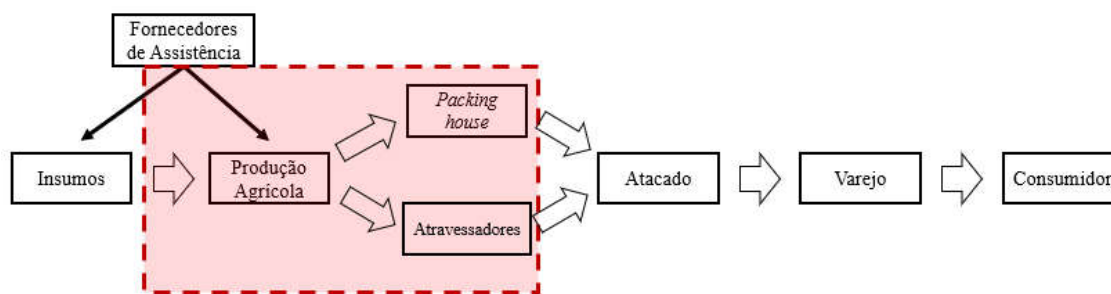 Fornecedores
de Assistência
Insumos
Produção
Agrícola
Packing
house
Atravessadores
Atacado
Varejo
Consumidor